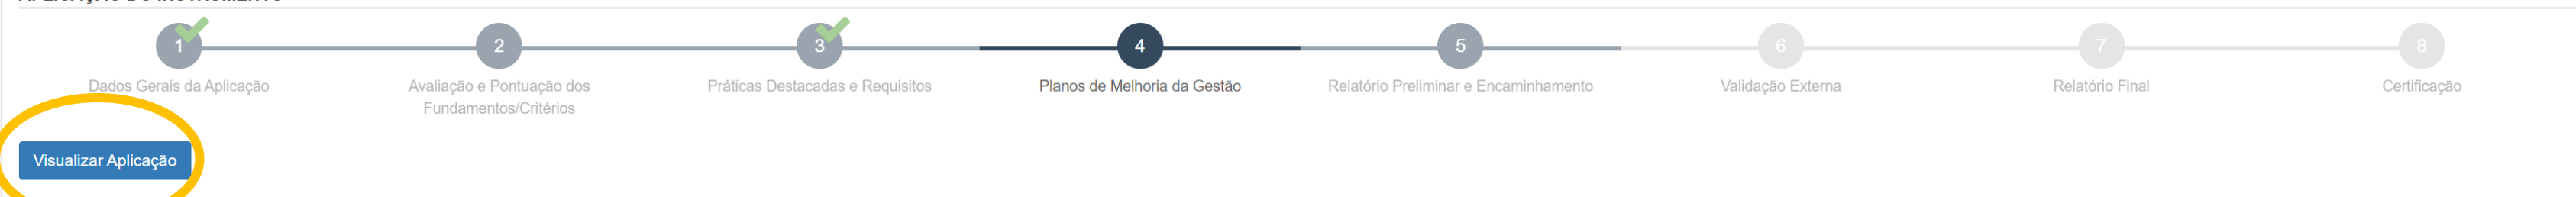 1 2 3 4 5 6 7 8
Dados Gerais da Aplicação
Avaliação e Pontuação dos
Fundamentos/Critérios
Práticas Destacadas e Requisitos
Planos de Melhoria da Gestão
Relatório Preliminar e Encaminhamento
Validação Externa
Relatório Final
Certificação
Visualizar Aplicação